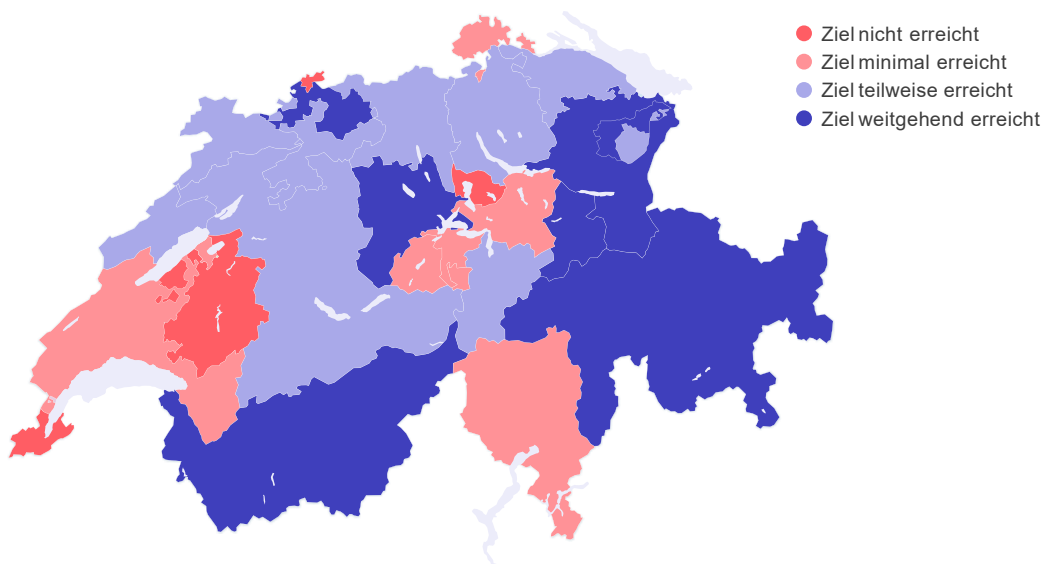 Ziel nicht erreicht
Ziel minimal erreicht
Ziel teilweise erreicht
Ziel weitgehend erreicht